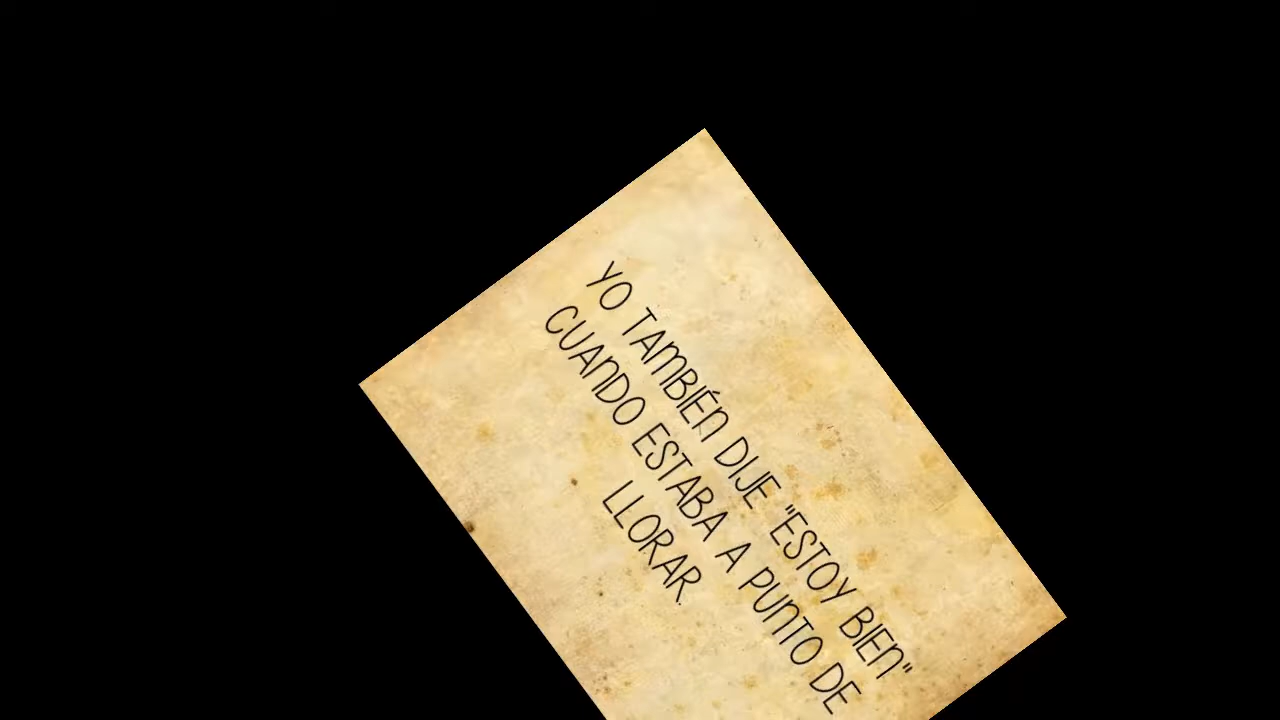 YO TAMBIÉN DIJE "ESTOY BIEN"
CUANDO ESTABA A PUNTO DE
LLORAR.